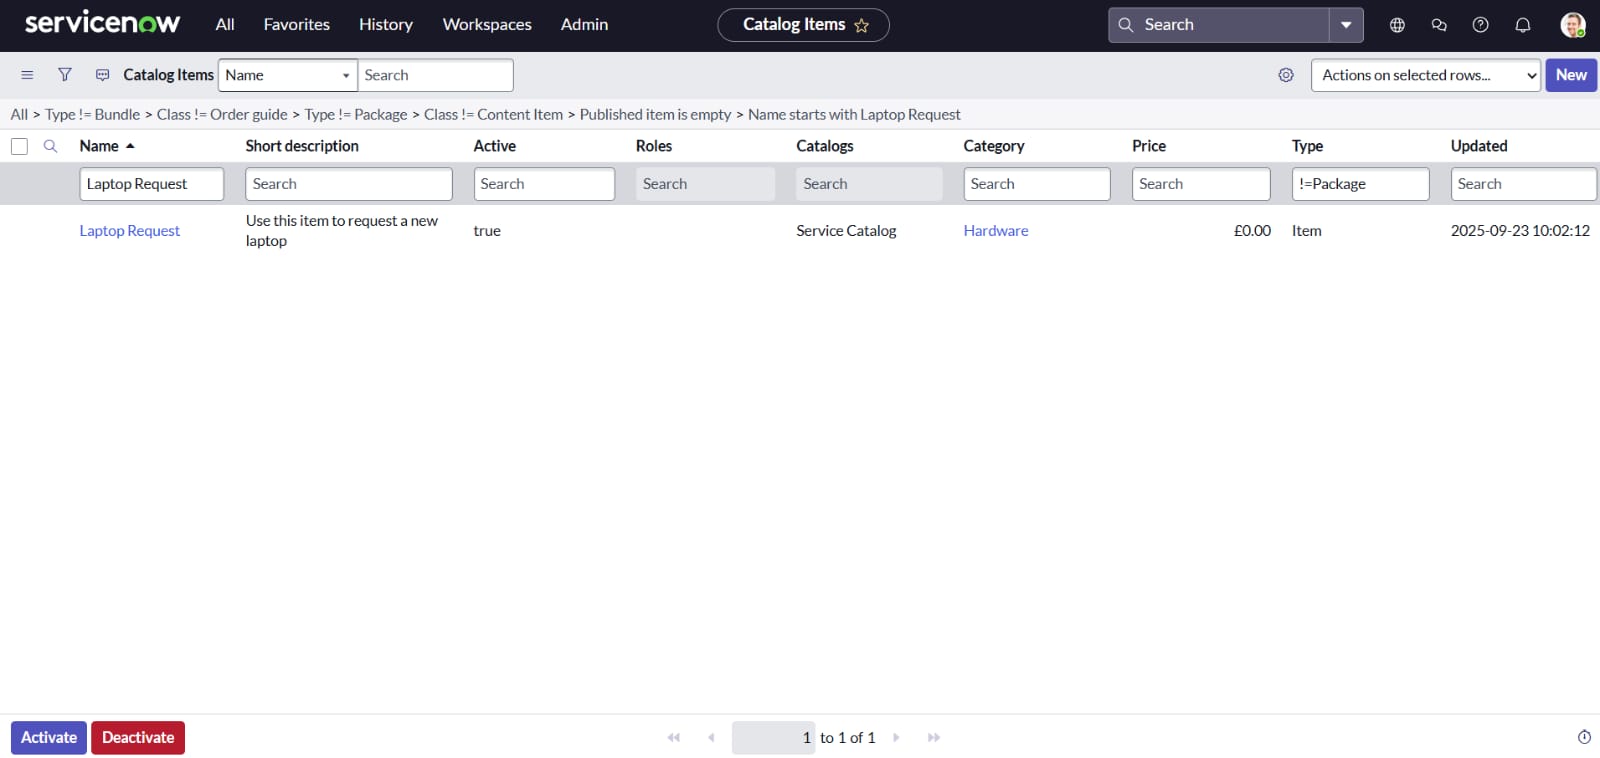 servicenow All Favorites History Workspaces Admin Catalog Items Search
Catalog Items Name Search Actions on selected rows... New
All > Type != Bundle > Class != Order guide > Type != Package > Class != Content Item > Published item is empty > Name starts with Laptop Request
Name Short description Active Roles Catalogs Category Price Type Updated
Laptop Request Search Search Search Search Search Search !=Package Search
Laptop Request Use this item to request a new laptop true Service Catalog Hardware £0.00 Item 2025-09-23 10:02:12
Activate Deactivate 1 to 1 of 1